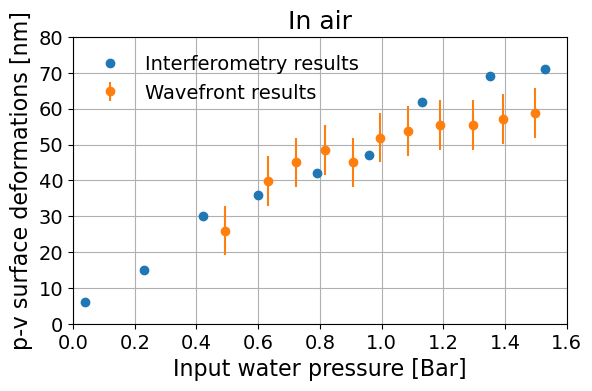 In air
p-v surface deformations [nm]
80
70
60
50
40
30
20
10
0
Interferometry results
Wavefront results
0.0 0.2 0.4 0.6 0.8 1.0 1.2 1.4 1.6
Input water pressure [Bar]